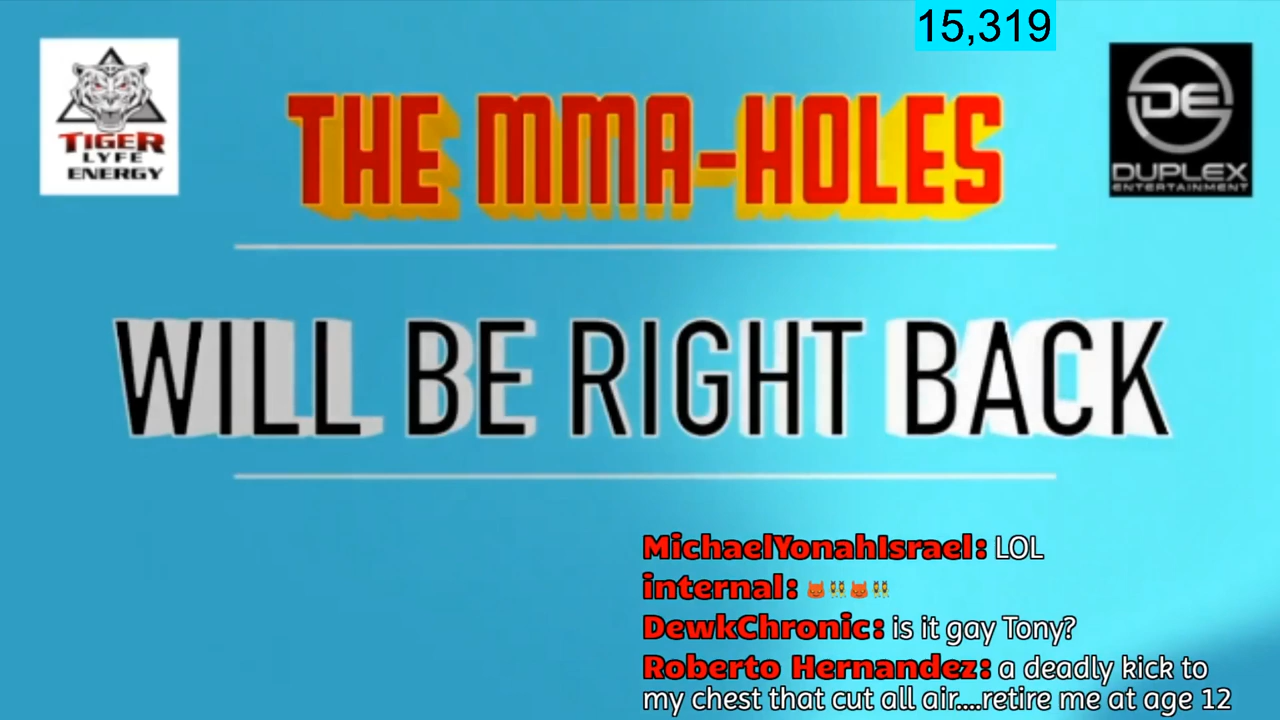 15,319
TIGER
LYFE
ENERGY
THE MMA-HOLES
DE
DUPLEX
ENTERTAINMENT
WILL BE RIGHT BACK
MichaelYonahIsrael: LOL
internal: 😈👯😈👯
DewkChronic: is it gay Tony?
Roberto Hernandez: a deadly kick to
my chest that cut all air....retire me at age 12